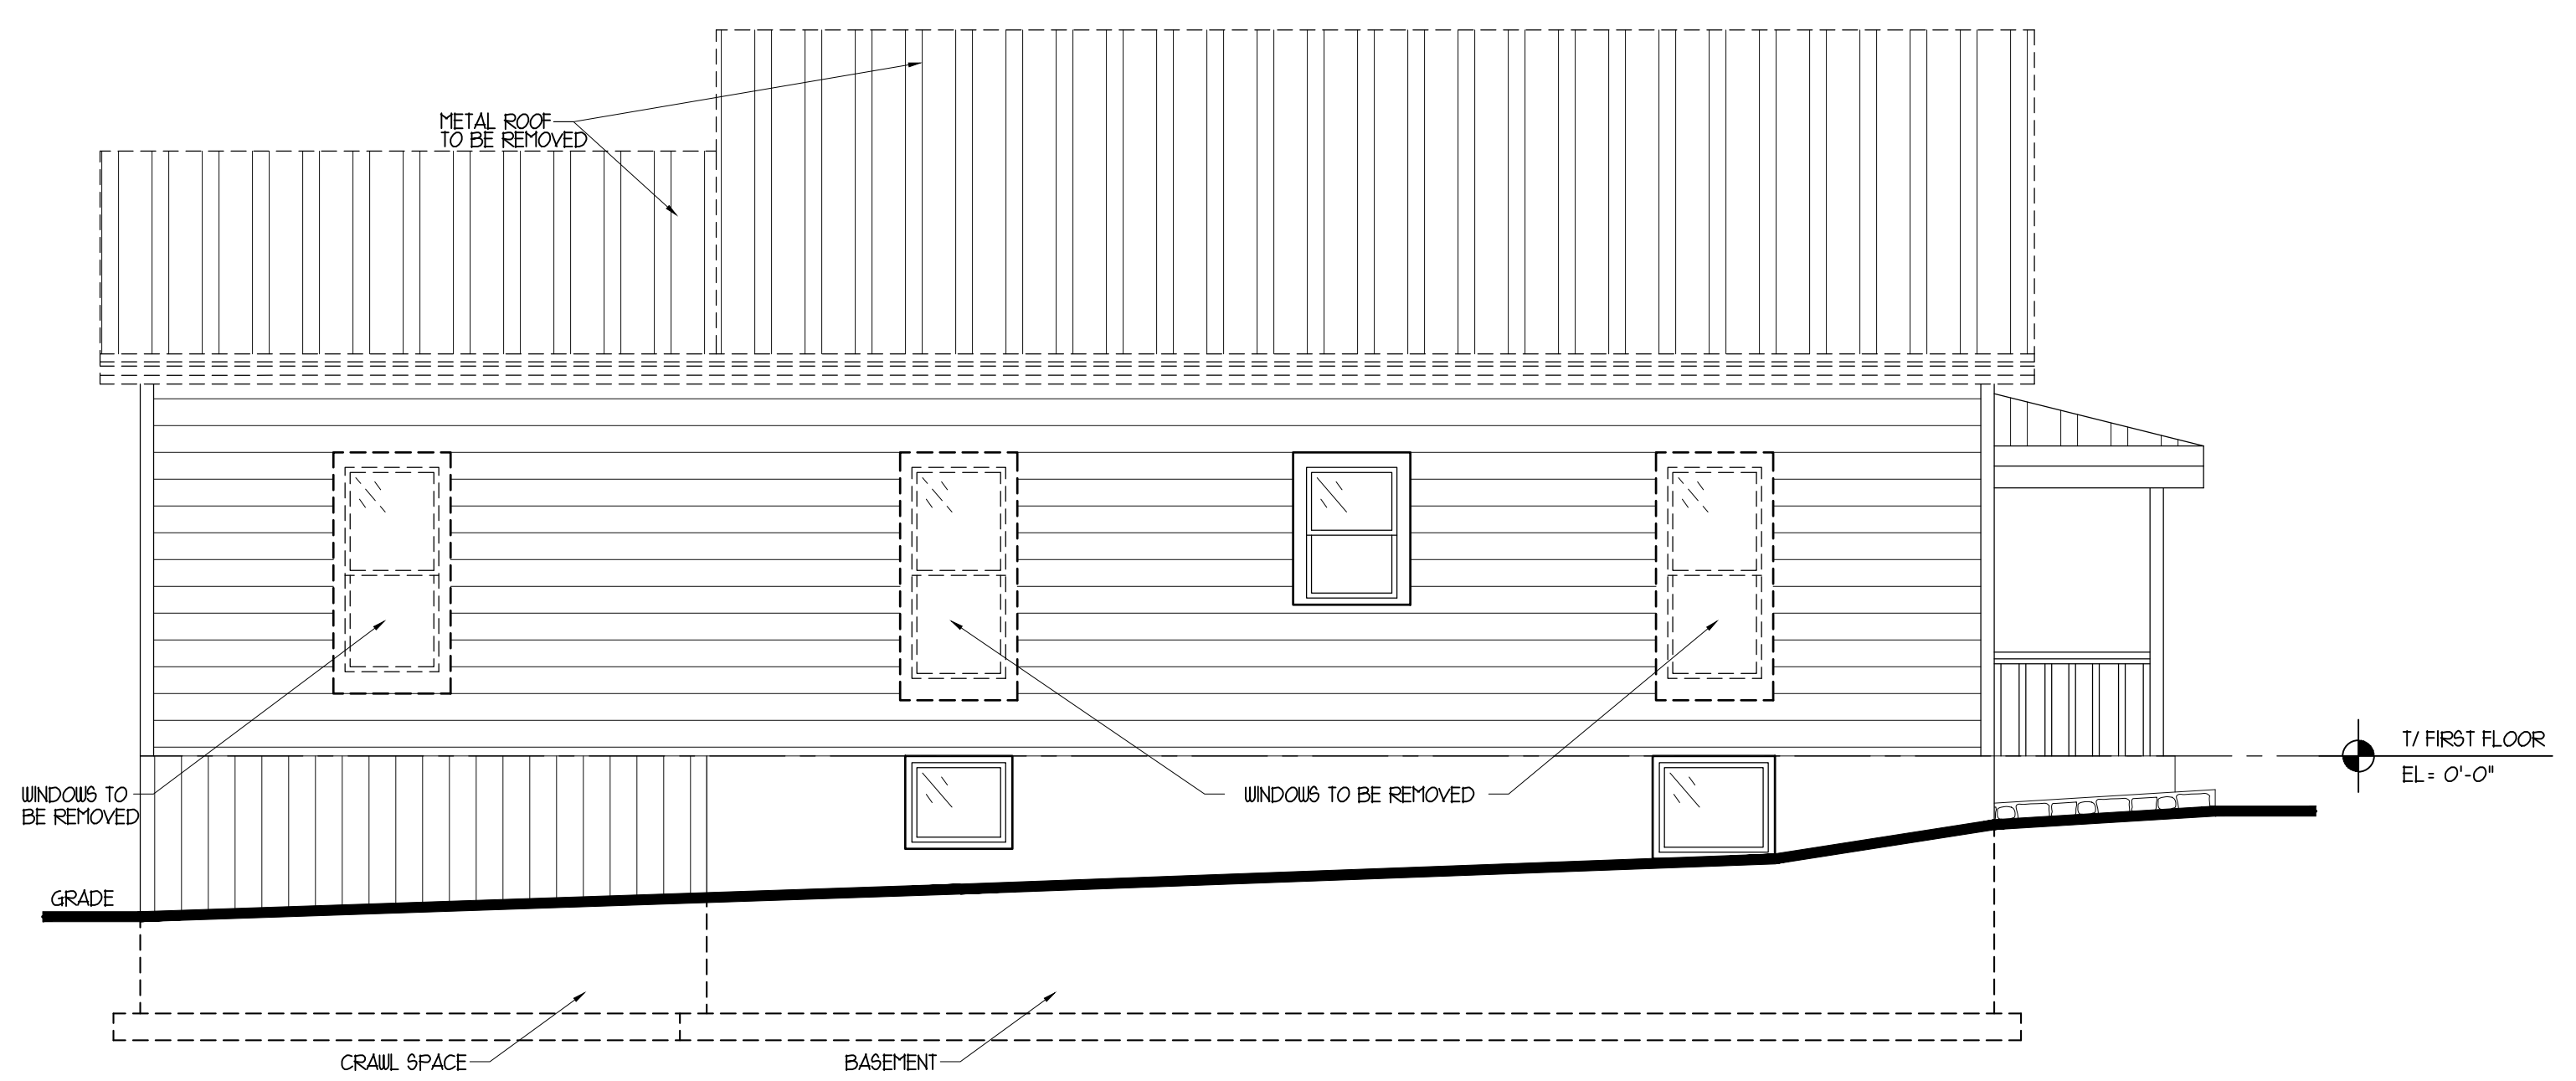 METAL ROOF
TO BE REMOVED
WINDOWS TO
BE REMOVED
WINDOWS TO BE REMOVED
T/ FIRST FLOOR
EL= 0'-0"
GRADE
CRAWL SPACE
BASEMENT